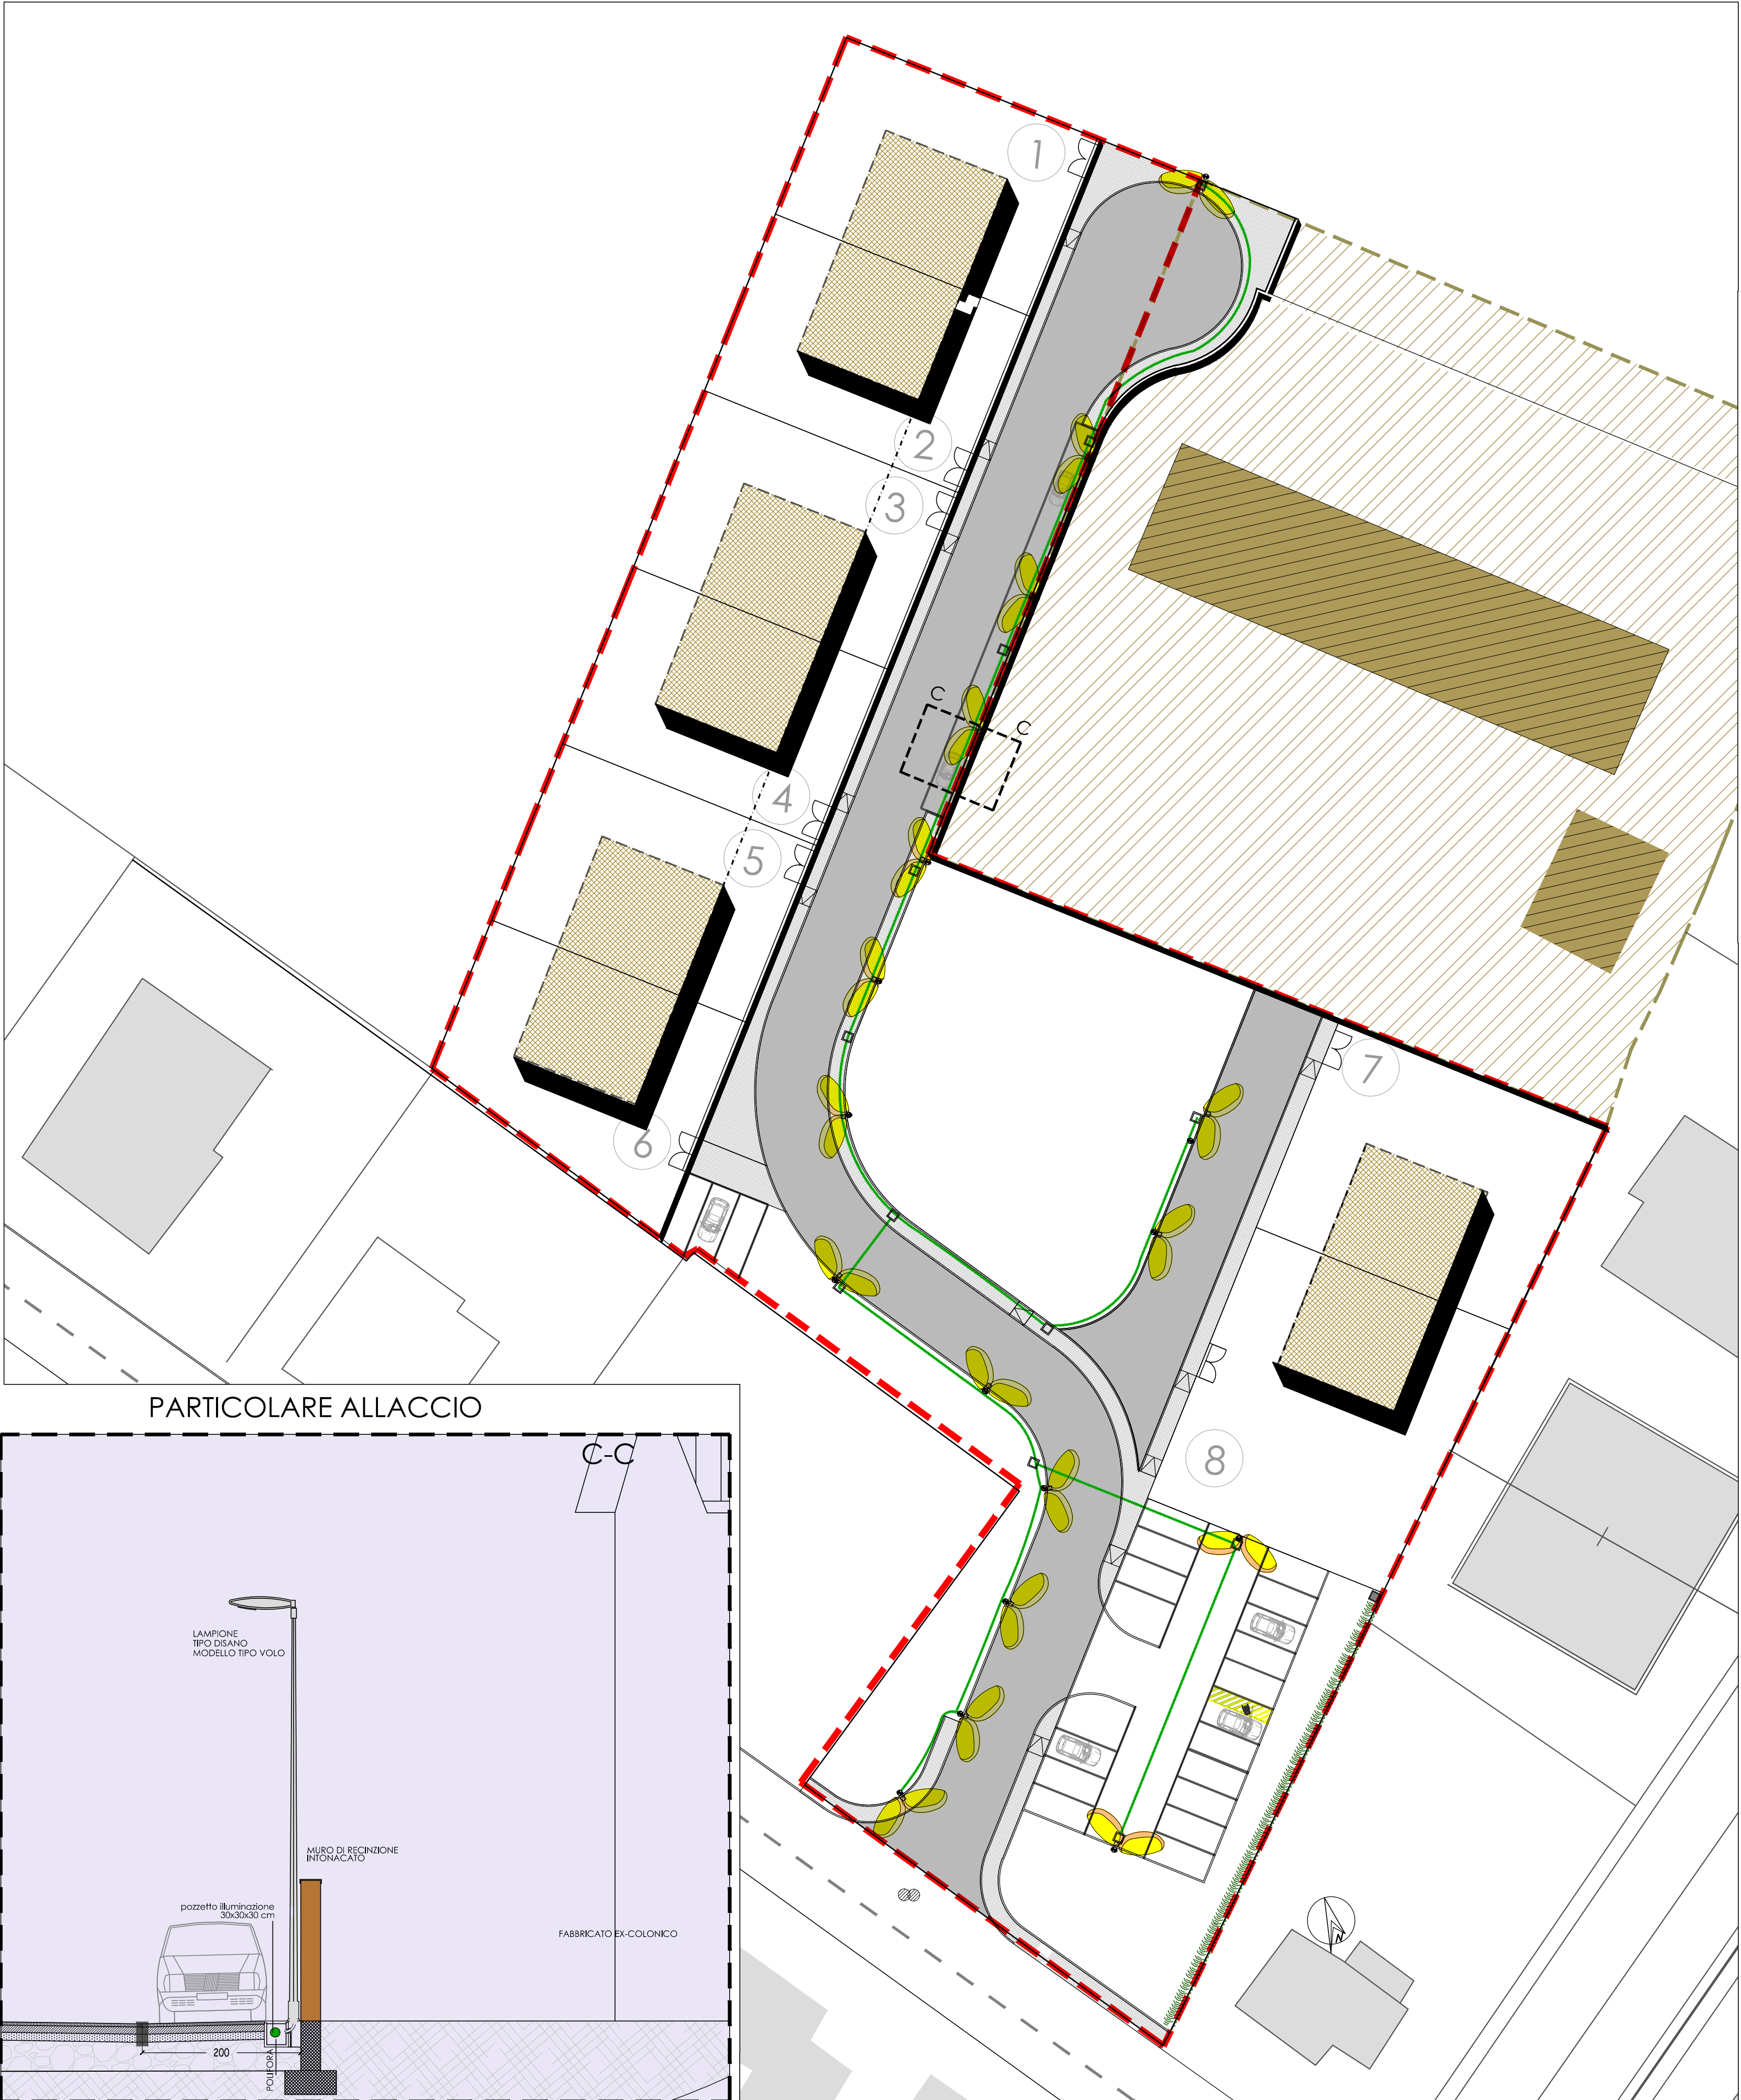 1
2
3
C
C
4
5
7
6
8
PARTICOLARE ALLACCIO
C-C
LAMPIONE
TIPO DISANO
MODELLO TIPO VOLO
MURO DI RECINZIONE
INTONACATO
pozzetto illuminazione
30x30x30 cm
FABBRICATO EX-COLONICO
N
200
POLIFORA